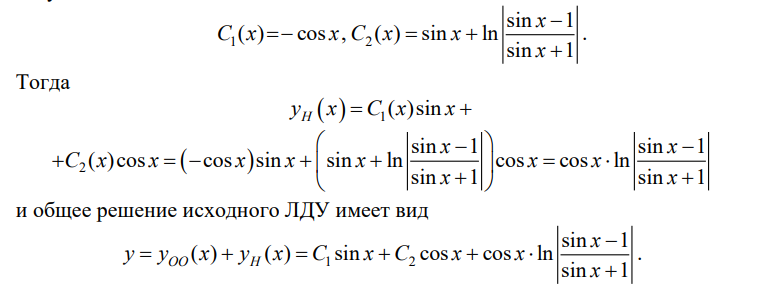 C₁(x)=− cos x, C₂(x) = sin x + ln |(sin x − 1)/(sin x + 1)|.
Тогда
y_H (x) = C₁(x)sin x +
+C₂(x)cos x = (−cos x)sin x + (sin x + ln |(sin x − 1)/(sin x + 1)|)cos x = cos x · ln |(sin x − 1)/(sin x + 1)|
и общее решение исходного ЛДУ имеет вид
y = y_OO (x) + y_H (x) = C₁ sin x + C₂ cos x + cos x · ln |(sin x − 1)/(sin x + 1)|.